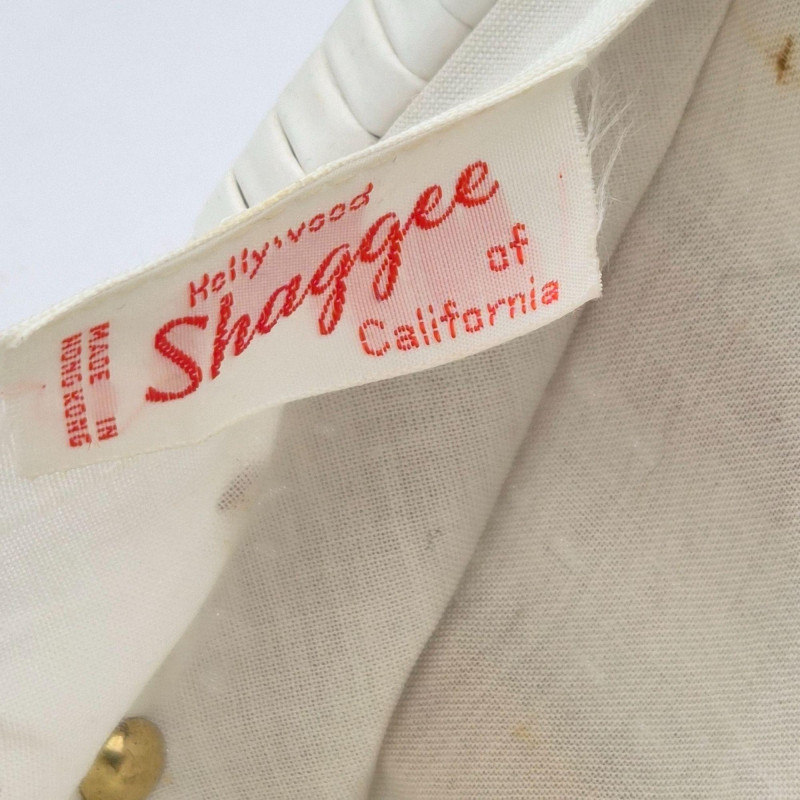 Hollywood
Shaggee
of
California
MADE IN
HONG KONG